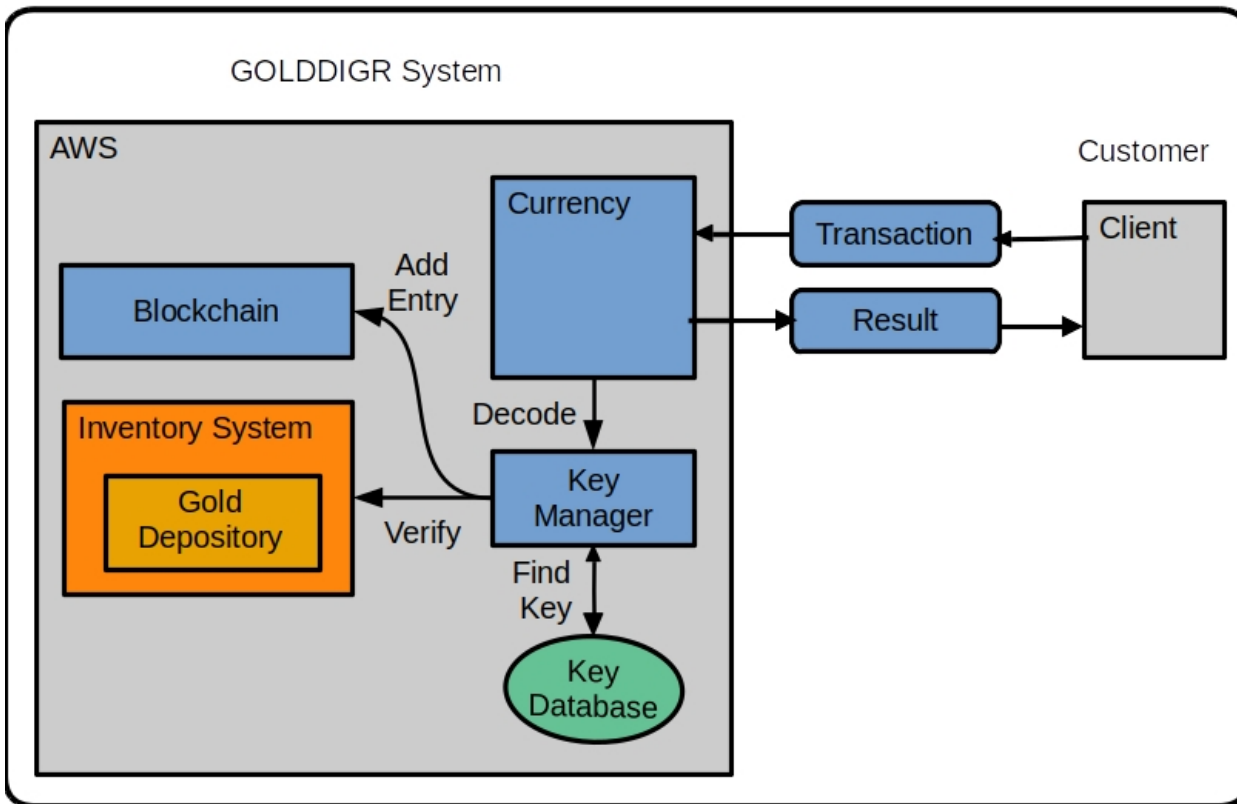 GOLDDIGR System
AWS
Customer
Currency
Transaction
Client
Add
Entry
Blockchain
Result
Decode
Inventory System
Gold
Depository
Key
Manager
Verify
Find
Key
Key
Database